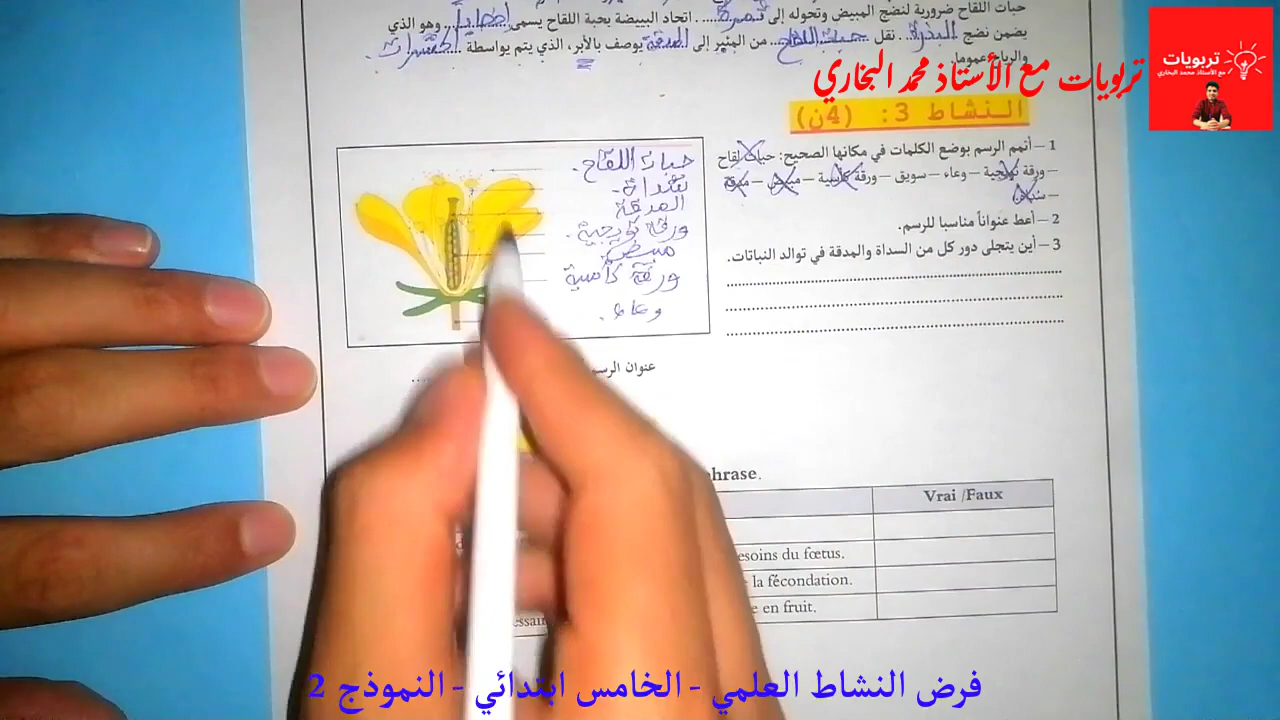 حبات اللقاح ضرورية لنضج المبيض وتحوله إلى ثمرة..... اتحاد البييضة بحبة اللقاح يسمى إخصابا... وهو الذي
يضمن نضج البذرة... نقل حبات اللقاح... من المئبر إلى المدقة يوصف بالأبر، الذي يتم بواسطة الحشرات
والرياح عموما.
تربويات مع الأستاذ محمد البخاري
تربويات
مع الأستاذ محمد البخاري
النشاط 3: (4ن)
1 – أتمم الرسم بوضع الكلمات في مكانها الصحيح: حبات لقاح
– ورقة تويجية – وعاء – سويق – ورقة كأسية – مبيض – مدقة
– سداة.
2 – أعط عنواناً مناسبا للرسم.
3 – أين يتجلى دور كل من السداة والمدقة في توالد النباتات.
حبات اللقاح.
المدقة
ورقة تويجية.
مبيض
ورقة كأسية
وعاء.
عنوان الرسم
phrase.
Vrai /Faux
esoins du fœtus.
la fécondation.
e en fruit.
essair
فرض النشاط العلمي - الخامس ابتدائي - النموذج 2